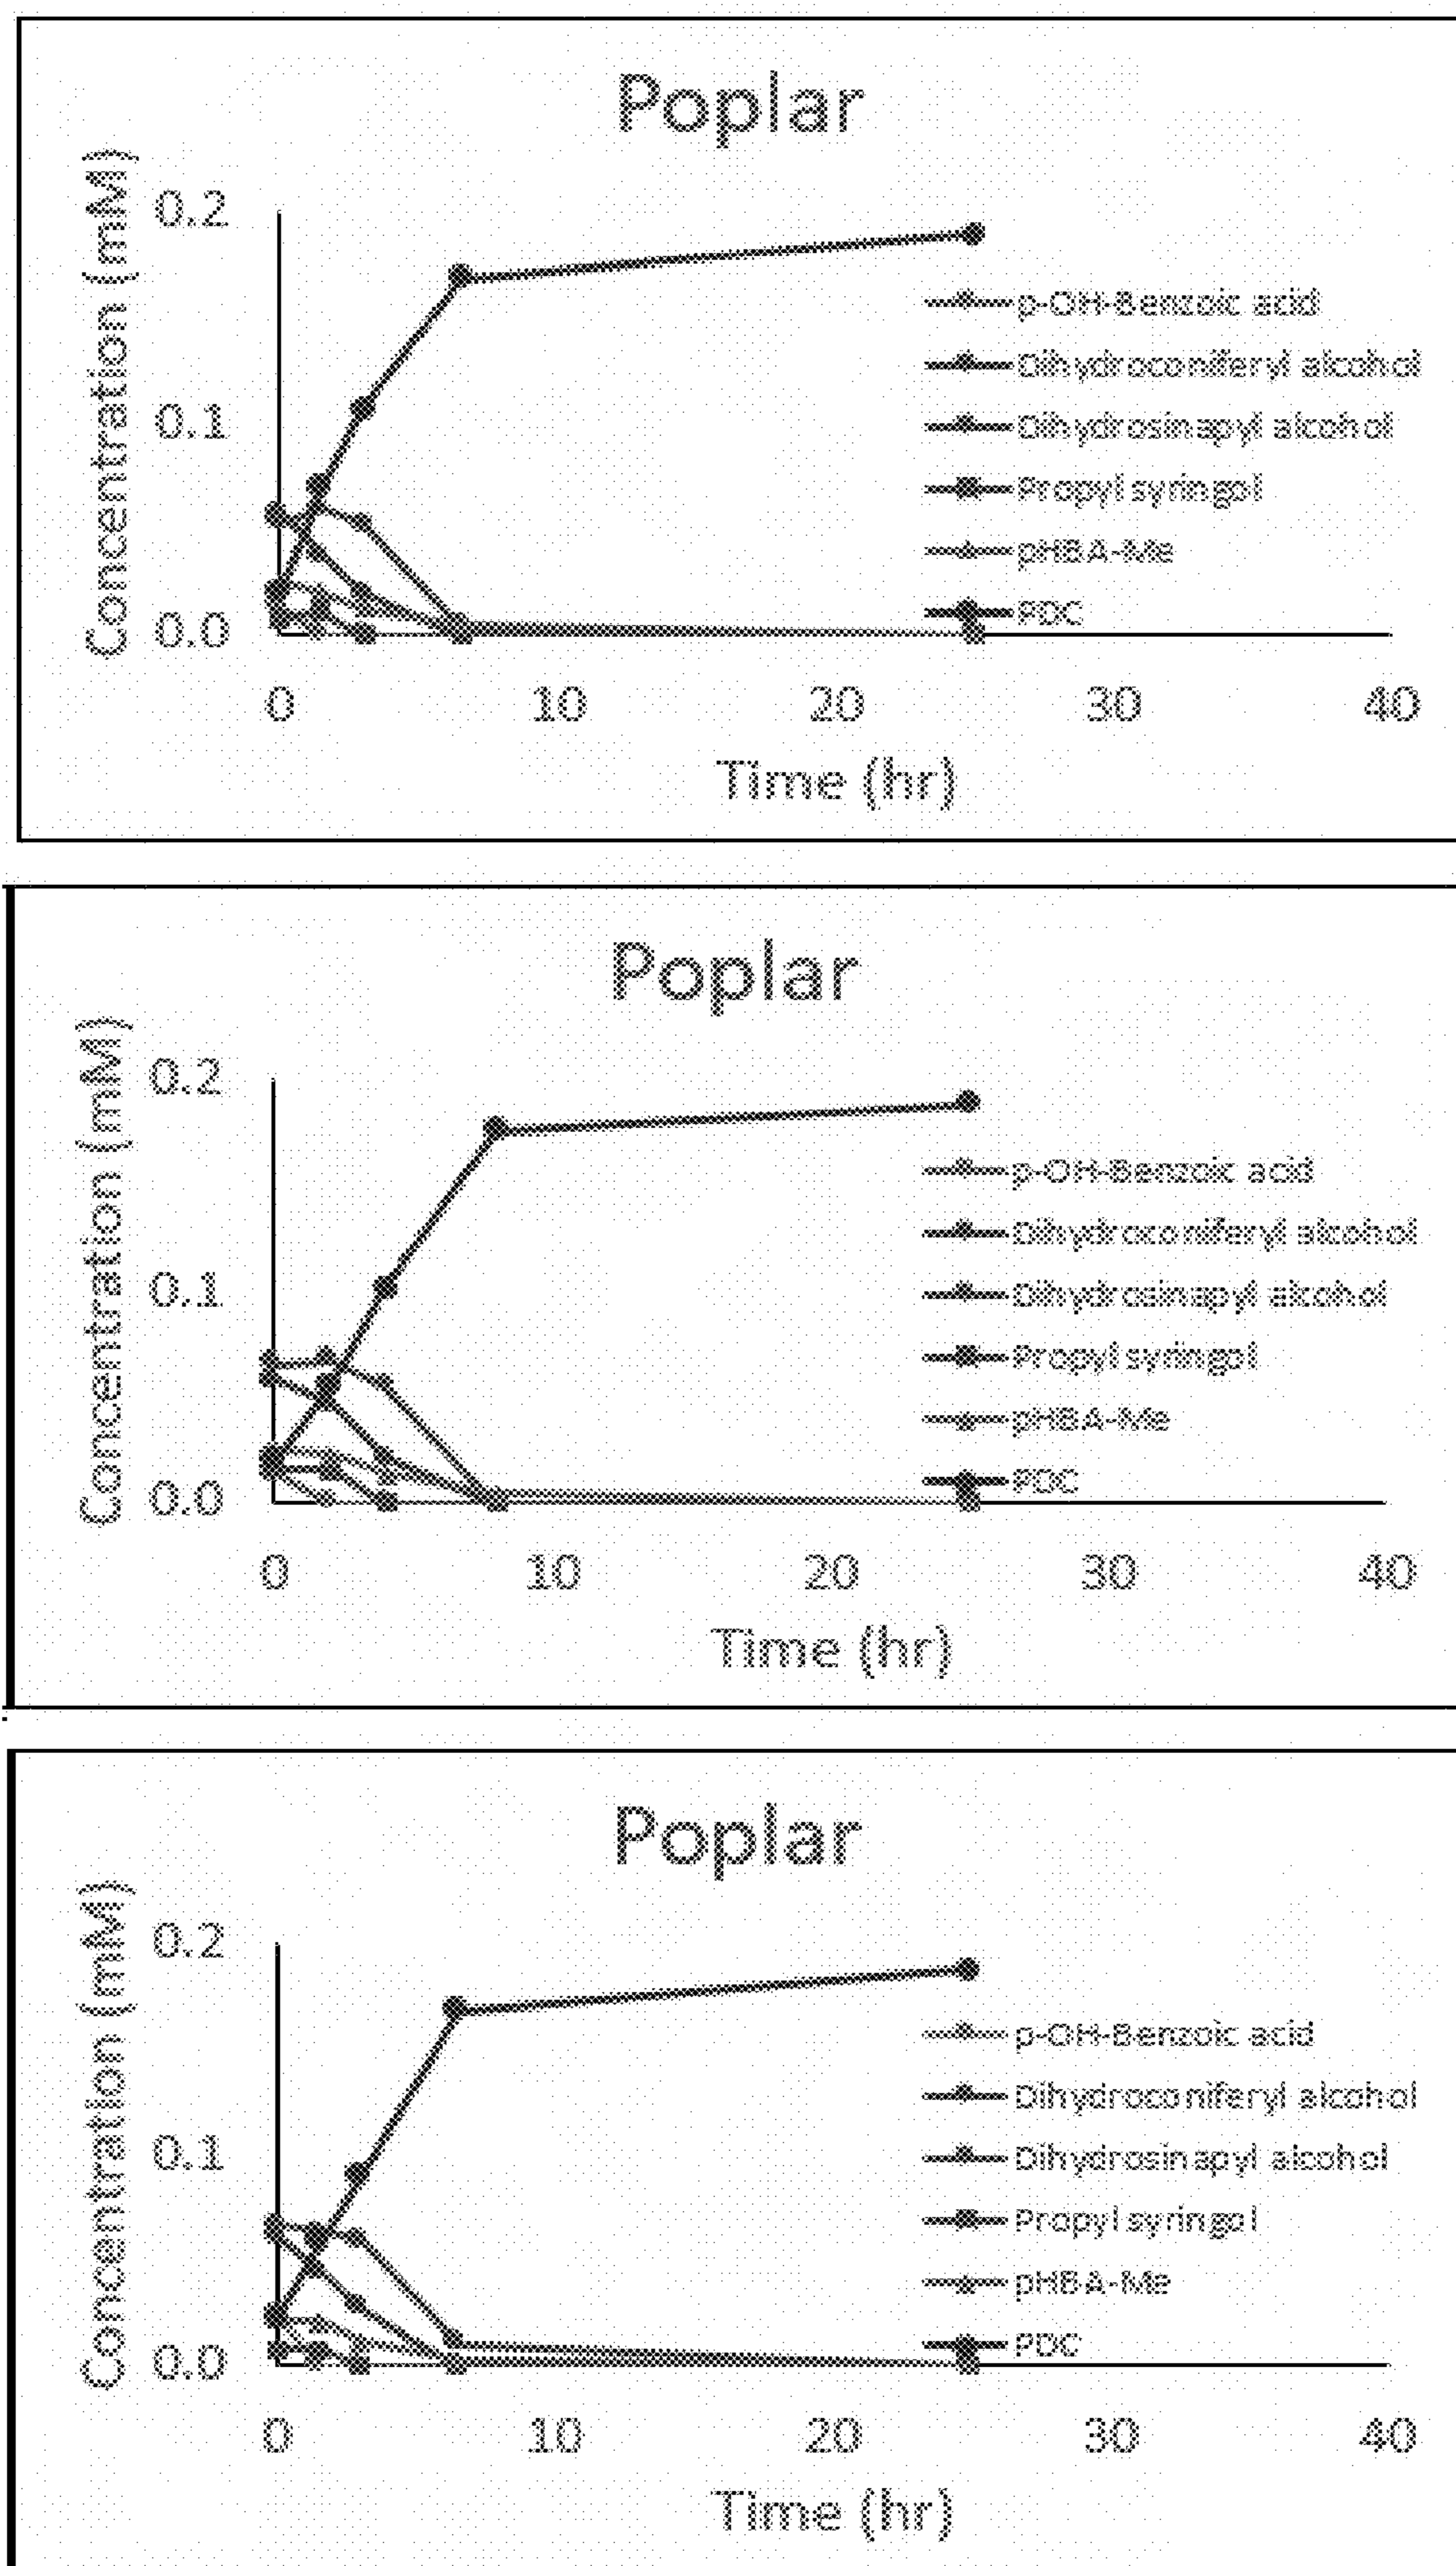 Poplar
Concentration (mM)
0.2
0.1
0.0
p-OH-Benzoic acid
Dihydroconiferyl alcohol
Dihydrosinapyl alcohol
Propyl syringol
pHBA-Me
PDC
0 10 20 30 40
Time (hr)
Poplar
Concentration (mM)
0.2
0.1
0.0
p-OH-Benzoic acid
Dihydroconiferyl alcohol
Dihydrosinapyl alcohol
Propyl syringol
pHBA-Me
PDC
0 10 20 30 40
Time (hr)
Poplar
Concentration (mM)
0.2
0.1
0.0
p-OH-Benzoic acid
Dihydroconiferyl alcohol
Dihydrosinapyl alcohol
Propyl syringol
pHBA-Me
PDC
0 10 20 30 40
Time (hr)